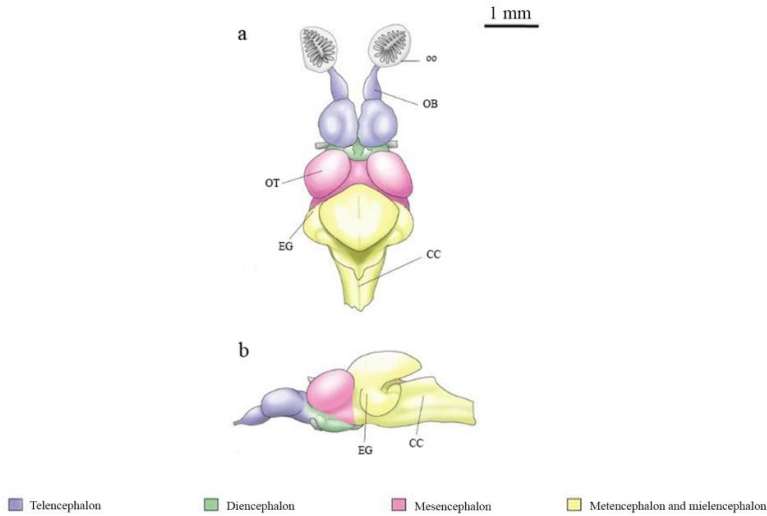 1 mm
a
oo
OB
OT
EG
CC
b
EG
CC
Telencephalon
Diencephalon
Mesencephalon
Metencephalon and mielencephalon